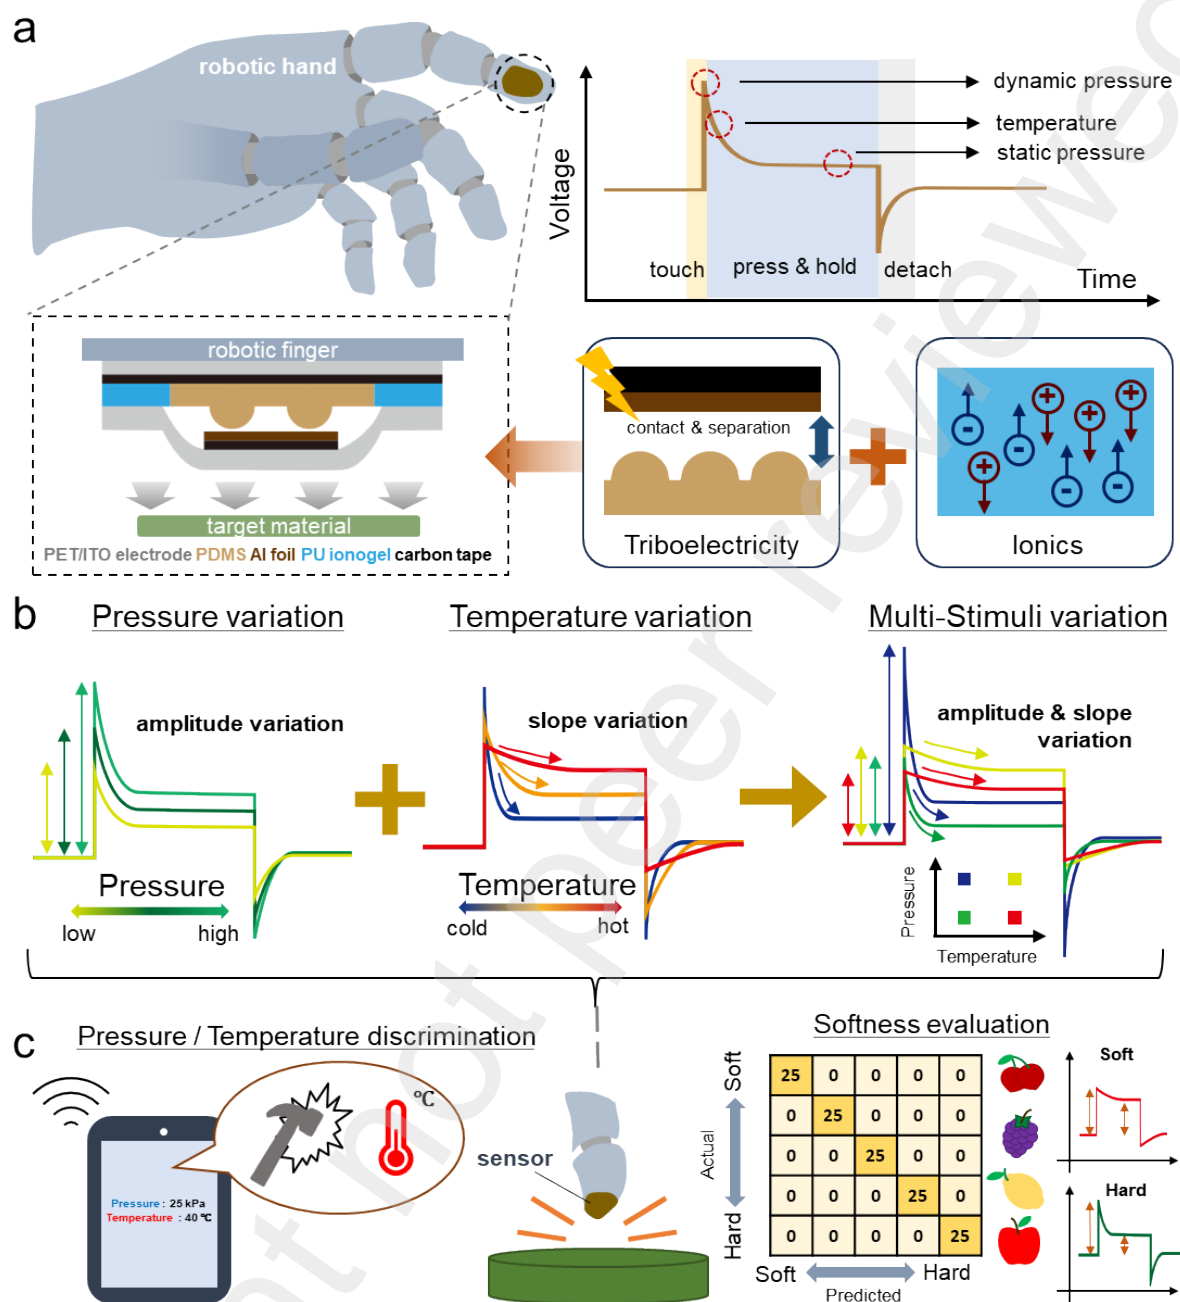 a
robotic hand
dynamic pressure
temperature
static pressure
Voltage
touch
press & hold
detach
Time
robotic finger
target material
PET/ITO electrode PDMS Al foil PU ionogel carbon tape
contact & separation
Triboelectricity
+
+
+
+
-
-
-
-
Ionics
b
Pressure variation
Temperature variation
Multi-Stimuli variation
amplitude variation
slope variation
amplitude & slope
variation
Pressure
low
high
Temperature
cold
hot
Pressure
Temperature
c
Pressure / Temperature discrimination
℃
Pressure : 25 kPa
Temperature : 40 ℃
sensor
Softness evaluation
Soft
Actual
Hard
25 0 0 0 0
0 25 0 0 0
0 0 25 0 0
0 0 0 25 0
0 0 0 0 25
Soft
Hard
Predicted
Soft
Hard
not peer reviewed